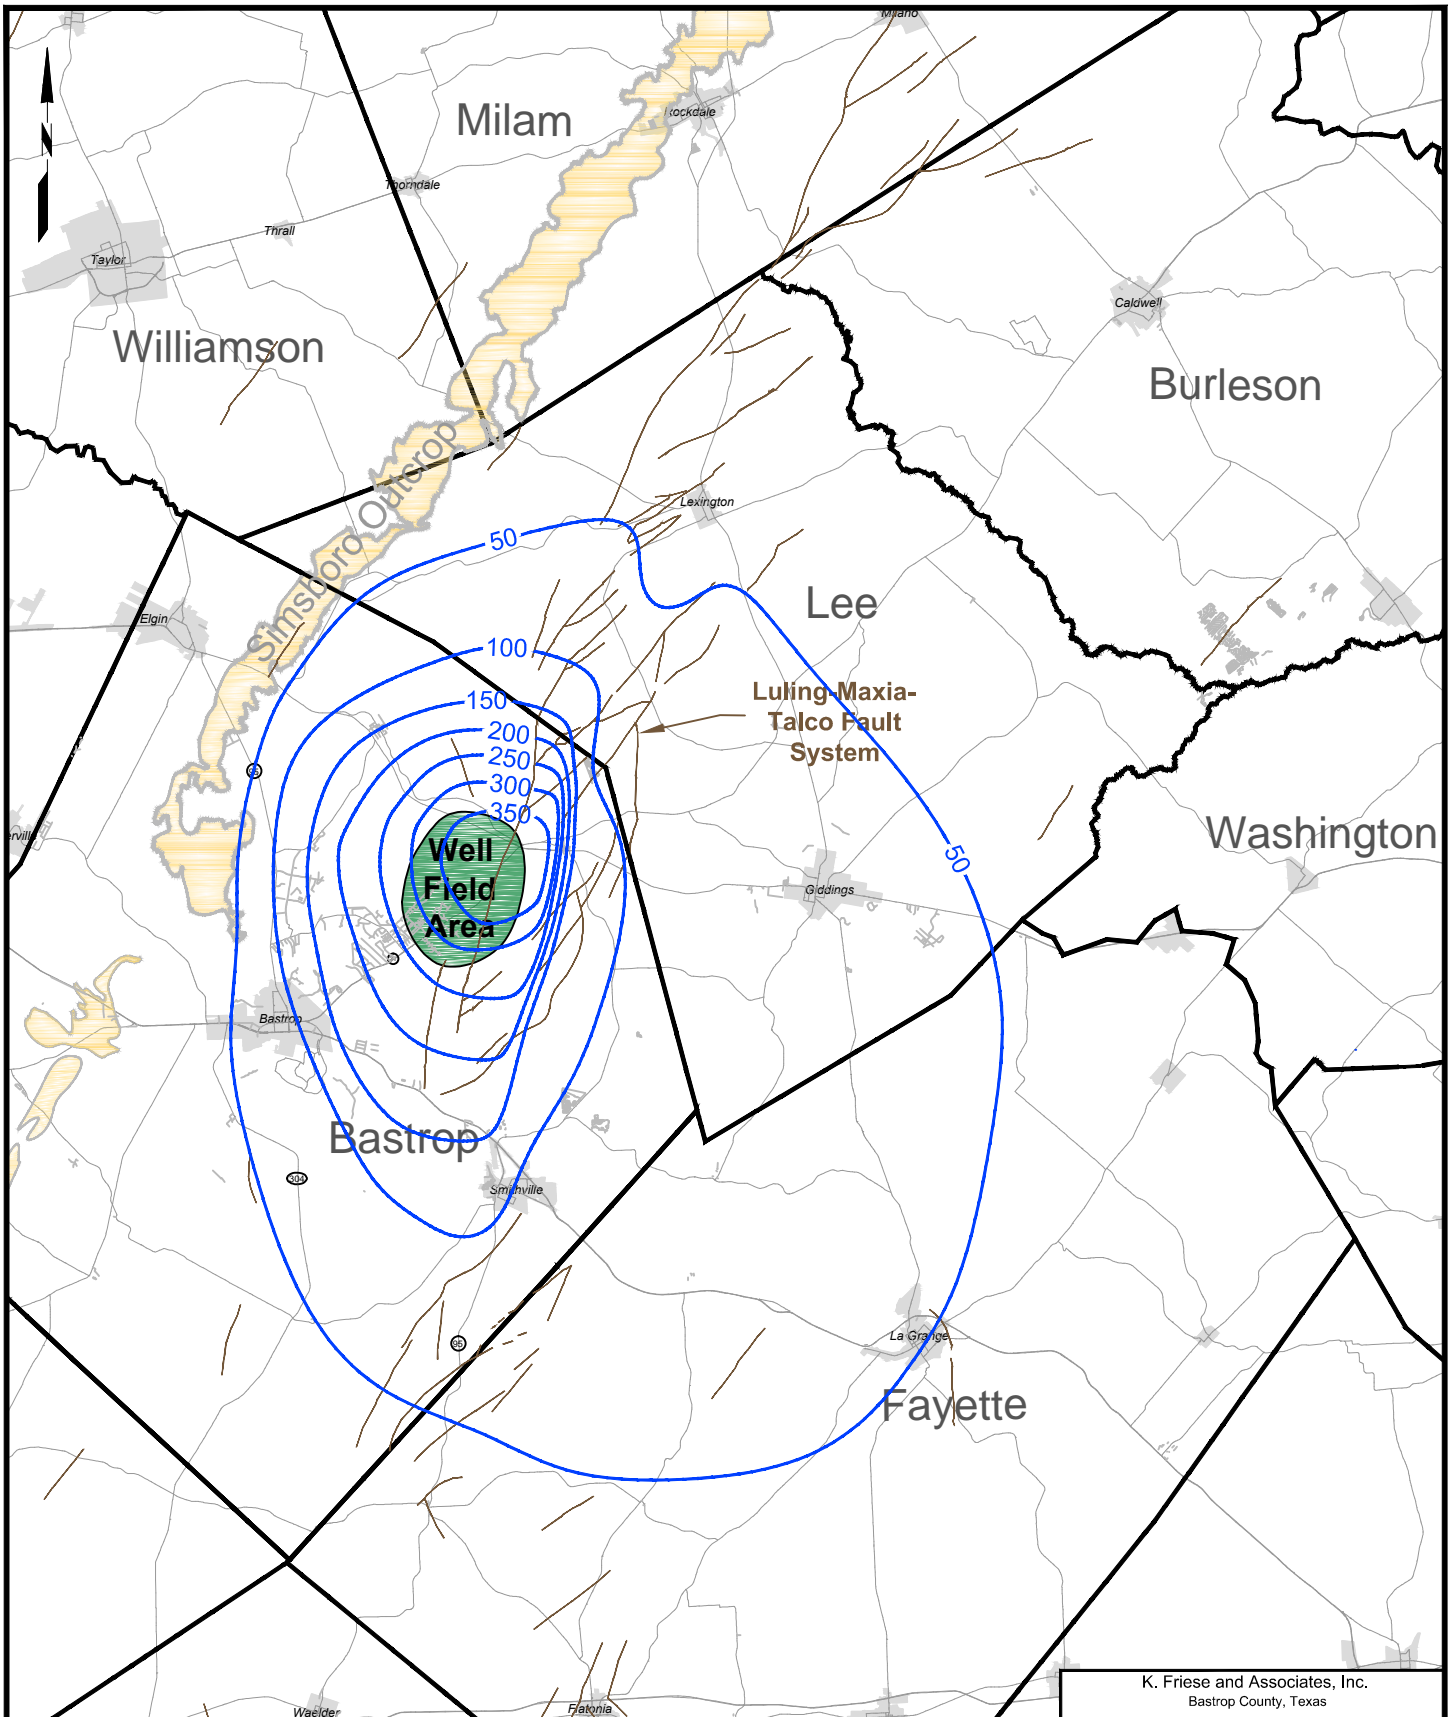 Milano
Milam
Rockdale
Thorndale
Thrall
Taylor
Caldwell
Williamson
Burleson
N
Simsboro Outcrop
Lexington
50
Lee
Elgin
100
Luling-Maxia-
Talco Fault
System
150
200
250
300
350
Well
Field
Area
50
Washington
Giddings
Bastrop
Bastrop
304
Smithville
95
La Grange
Fayette
Waelder
Flatonia
K. Friese and Associates, Inc.
Bastrop County, Texas